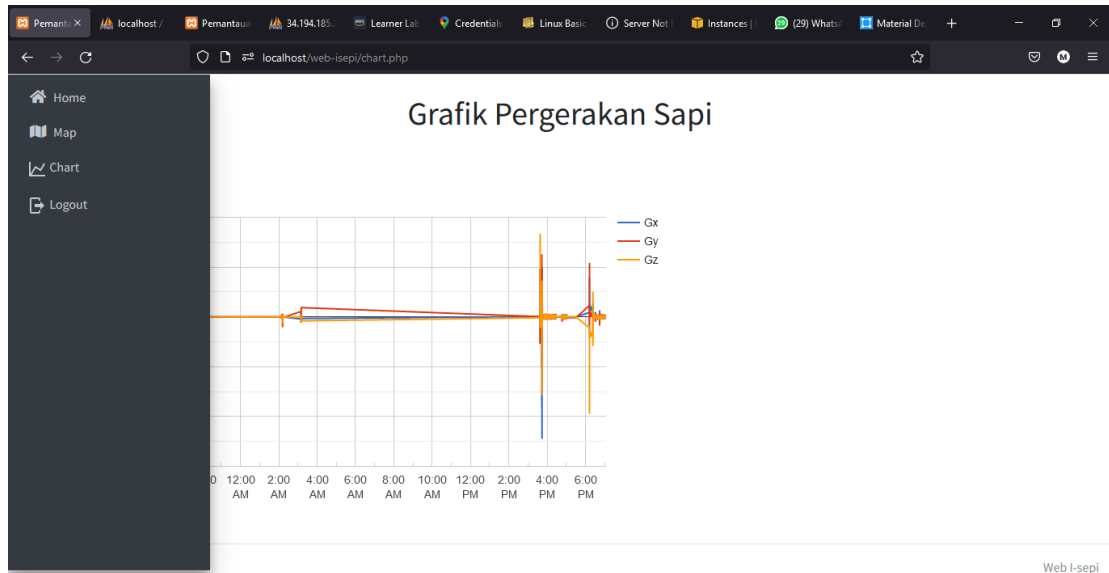 Pemanta
localhost /
Pemantaua
34.194.185.
Learner Lab
Credentials
Linux Basic
Server Not F
Instances | E
(29) WhatsA
Material De
localhost/web-isepi/chart.php
M
Home
Map
Chart
Logout
Grafik Pergerakan Sapi
Gx
Gy
Gz
0 12:00 AM
2:00 AM
4:00 AM
6:00 AM
8:00 AM
10:00 AM
12:00 PM
2:00 PM
4:00 PM
6:00 PM
Web I-sepi